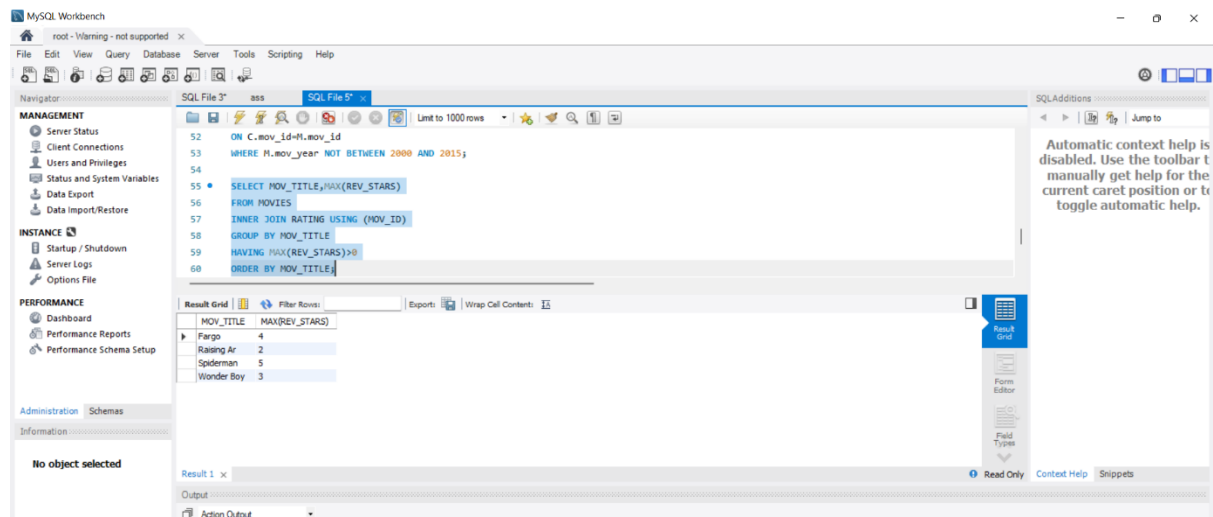 MySQL Workbench
root - Warning - not supported ×
File Edit View Query Database Server Tools Scripting Help
Navigator
MANAGEMENT
Server Status
Client Connections
Users and Privileges
Status and System Variables
Data Export
Data Import/Restore
INSTANCE
Startup / Shutdown
Server Logs
Options File
PERFORMANCE
Dashboard
Performance Reports
Performance Schema Setup
Administration Schemas
Information
No object selected
SQL File 3* ass SQL File 5* ×
Limit to 1000 rows
52 ON C.mov_id=M.mov_id
53 WHERE M.mov_year NOT BETWEEN 2000 AND 2015;
54
55 SELECT MOV_TITLE,MAX(REV_STARS)
56 FROM MOVIES
57 INNER JOIN RATING USING (MOV_ID)
58 GROUP BY MOV_TITLE
59 HAVING MAX(REV_STARS)>0
60 ORDER BY MOV_TITLE;
Result Grid Filter Rows: Export: Wrap Cell Content:
MOV_TITLE MAX(REV_STARS)
Fargo 4
Raising Ar 2
Spiderman 5
Wonder Boy 3
Result
Grid
Form
Editor
Field
Types
Result 1 ×
Read Only
Output
Action Output
SQLAdditions
Jump to
Automatic context help is
disabled. Use the toolbar t
manually get help for the
current caret position or to
toggle automatic help.
Context Help Snippets